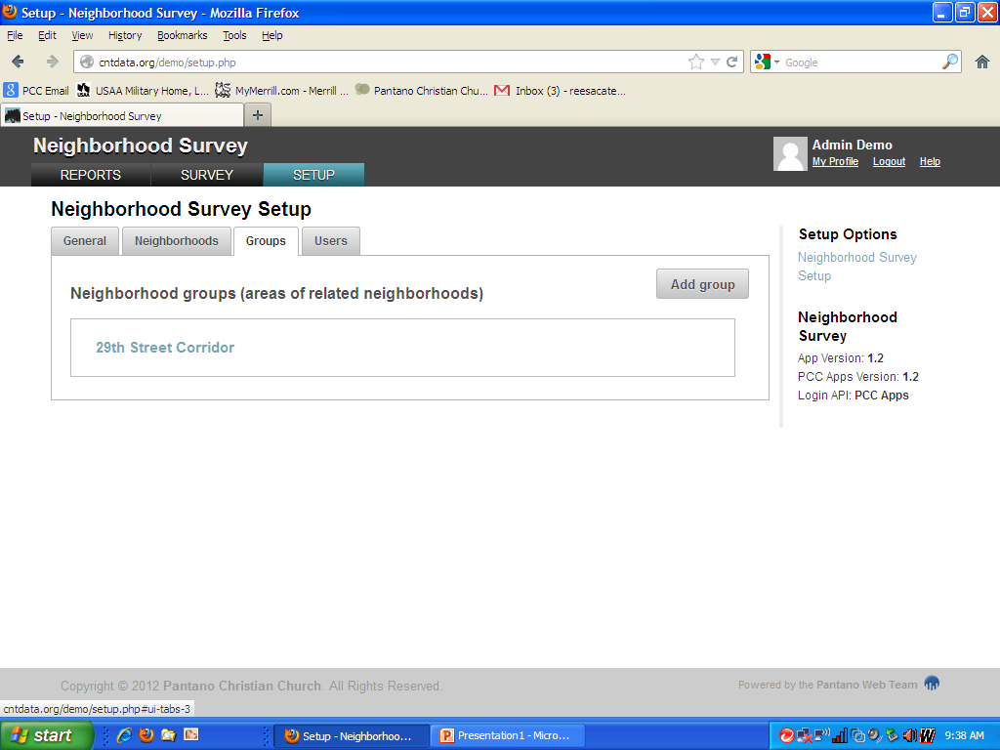 Setup - Neighborhood Survey - Mozilla Firefox
File Edit View History Bookmarks Tools Help
cntdata.org/demo/setup.php Google
PCC Email USAA Military Home, L... MyMerrill.com - Merrill ... Pantano Christian Chu... Inbox (3) - reesacate...
Setup - Neighborhood Survey
Neighborhood Survey
Admin Demo
My Profile Logout Help
REPORTS SURVEY SETUP
Neighborhood Survey Setup
General Neighborhoods Groups Users
Neighborhood groups (areas of related neighborhoods)
Add group
29th Street Corridor
Setup Options
Neighborhood Survey
Setup
Neighborhood
Survey
App Version: 1.2
PCC Apps Version: 1.2
Login API: PCC Apps
Copyright © 2012 Pantano Christian Church. All Rights Reserved.
Powered by the Pantano Web Team
cntdata.org/demo/setup.php#ui-tabs-3
start Setup - Neighborhoo... Presentation1 - Micro... 9:38 AM